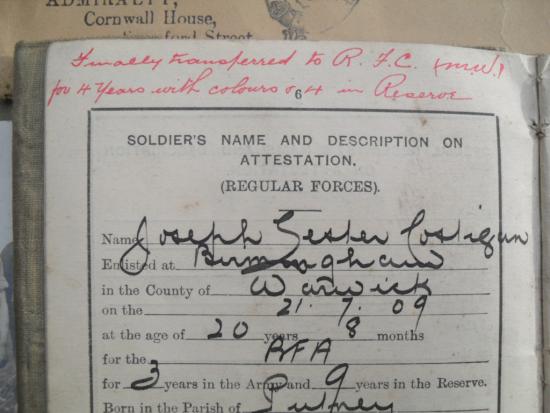 ADMIRALTY,
Cornwall House,
Street
Finally transferred to R. F. C. (M.W.)
for 4 years with colours & 4 in Reserve
6
SOLDIER'S NAME AND DESCRIPTION ON
ATTESTATION.
(REGULAR FORCES).
Name Joseph Lester Costigan
Enlisted at Birmingham
in the County of Warwick
on the 21. 7. 09
at the age of 20 years 8 months
for the RFA
for 3 years in the Army and 9 years in the Reserve.
Born in the Parish of Putney